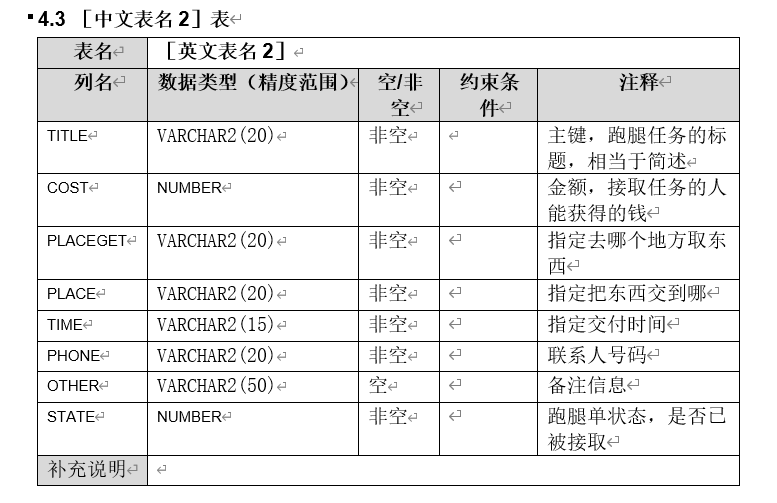 4.3 [中文表名 2] 表
表名 [英文表名 2]
列名 数据类型（精度范围） 空/非空 约束条件 注释
TITLE VARCHAR2(20) 非空 主键，跑腿任务的标题，相当于简述
COST NUMBER 非空 金额，接取任务的人能获得的钱
PLACEGET VARCHAR2(20) 非空 指定去哪个地方取东西
PLACE VARCHAR2(20) 非空 指定把东西交到哪
TIME VARCHAR2(15) 非空 指定交付时间
PHONE VARCHAR2(20) 非空 联系人号码
OTHER VARCHAR2(50) 空 备注信息
STATE NUMBER 非空 跑腿单状态，是否已被接取
补充说明